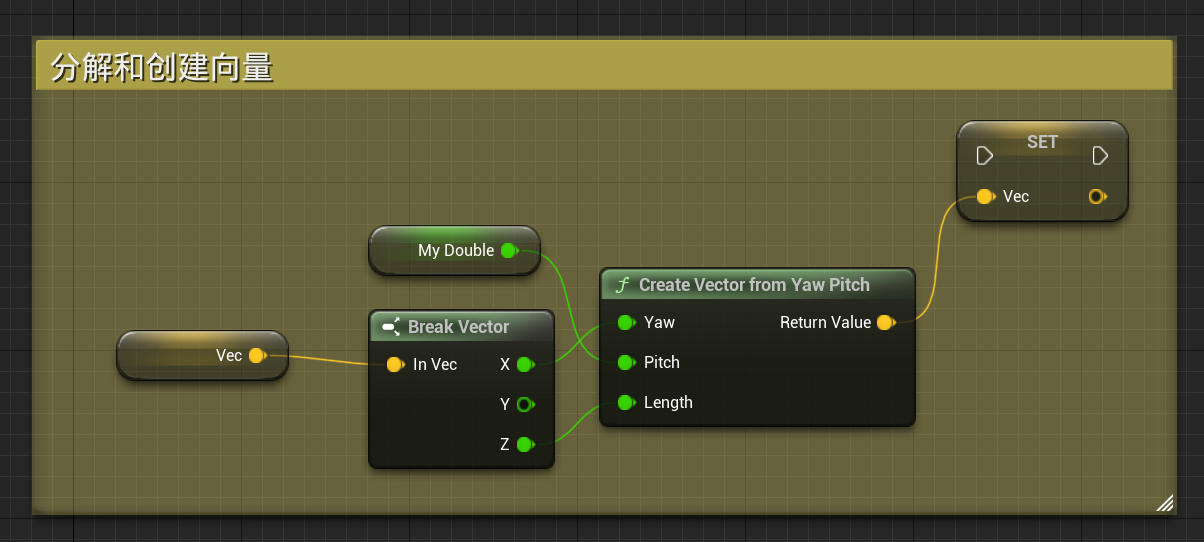 分解和创建向量
SET
Vec
My Double
Create Vector from Yaw Pitch
Yaw
Return Value
Pitch
Length
Break Vector
In Vec
X
Y
Z
Vec